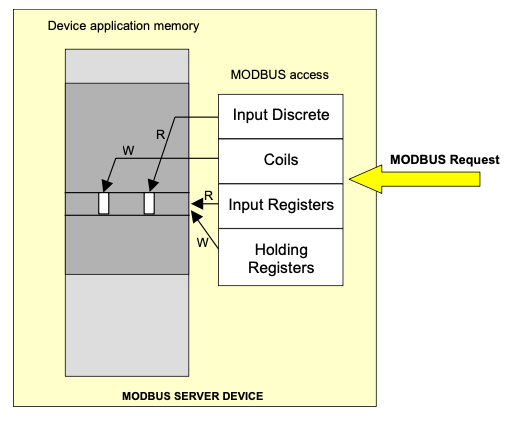 Device application memory
MODBUS access
Input Discrete
R
W
Coils
MODBUS Request
R
Input Registers
W
Holding
Registers
MODBUS SERVER DEVICE